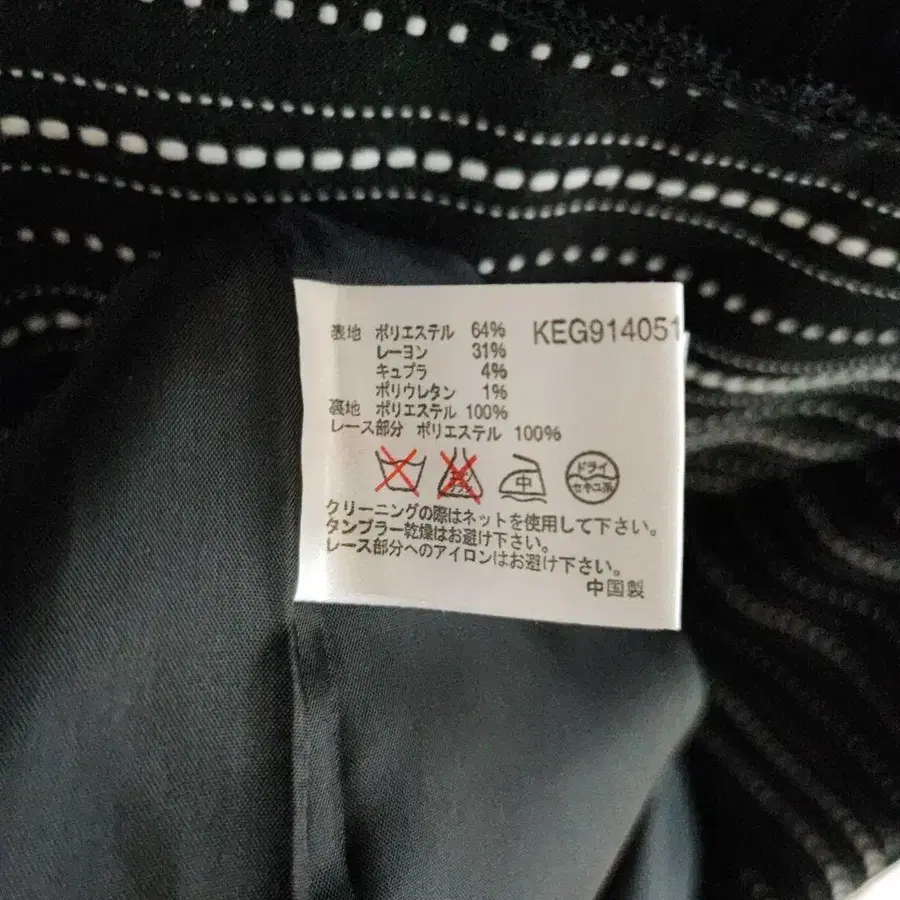 表地 ポリエステル 64% KEG914051
レーヨン 31%
キュプラ 4%
ポリウレタン 1%
裏地 ポリエステル 100%
レース部分 ポリエステル 100%
中 ドライ
セキユ系
クリーニングの際はネットを使用して下さい。
タンブラー乾燥はお避け下さい。
レース部分へのアイロンはお避け下さい。
中国製